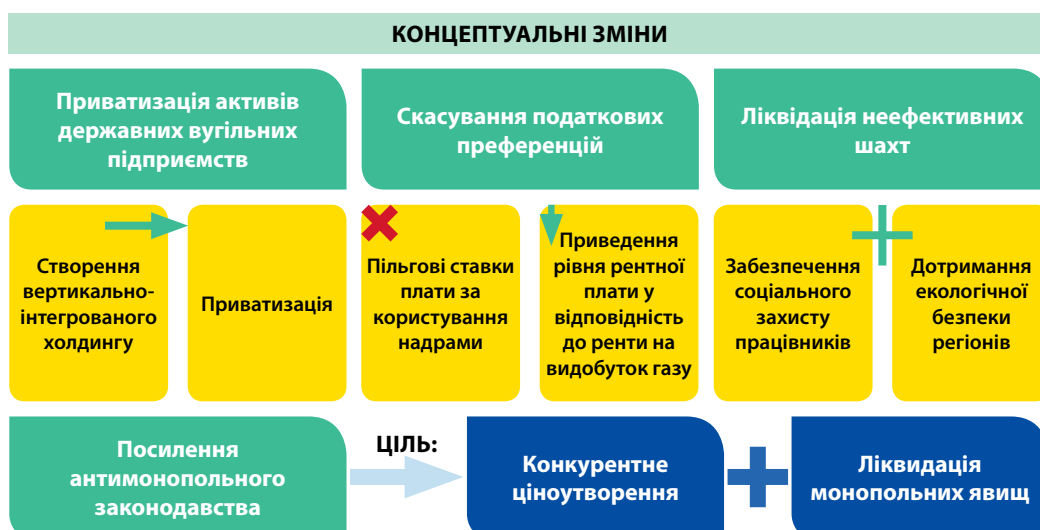 КОНЦЕПТУАЛЬНІ ЗМІНИ
Приватизація активів
державних вугільних
підприємств
Скасування податкових
преференцій
Ліквідація неефективних
шахт
Створення
вертикально-
інтегрованого
холдингу
Приватизація
Пільгові ставки
плати за
користування
надрами
Приведення
рівня рентної
плати у
відповідність
до ренти на
видобуток газу
Забезпечення
соціального
захисту
працівників
Дотримання
екологічної
безпеки
регіонів
Посилення
антимонопольного
законодавства
ЦІЛЬ:
Конкурентне
ціноутворення
Ліквидація
монопольних явищ